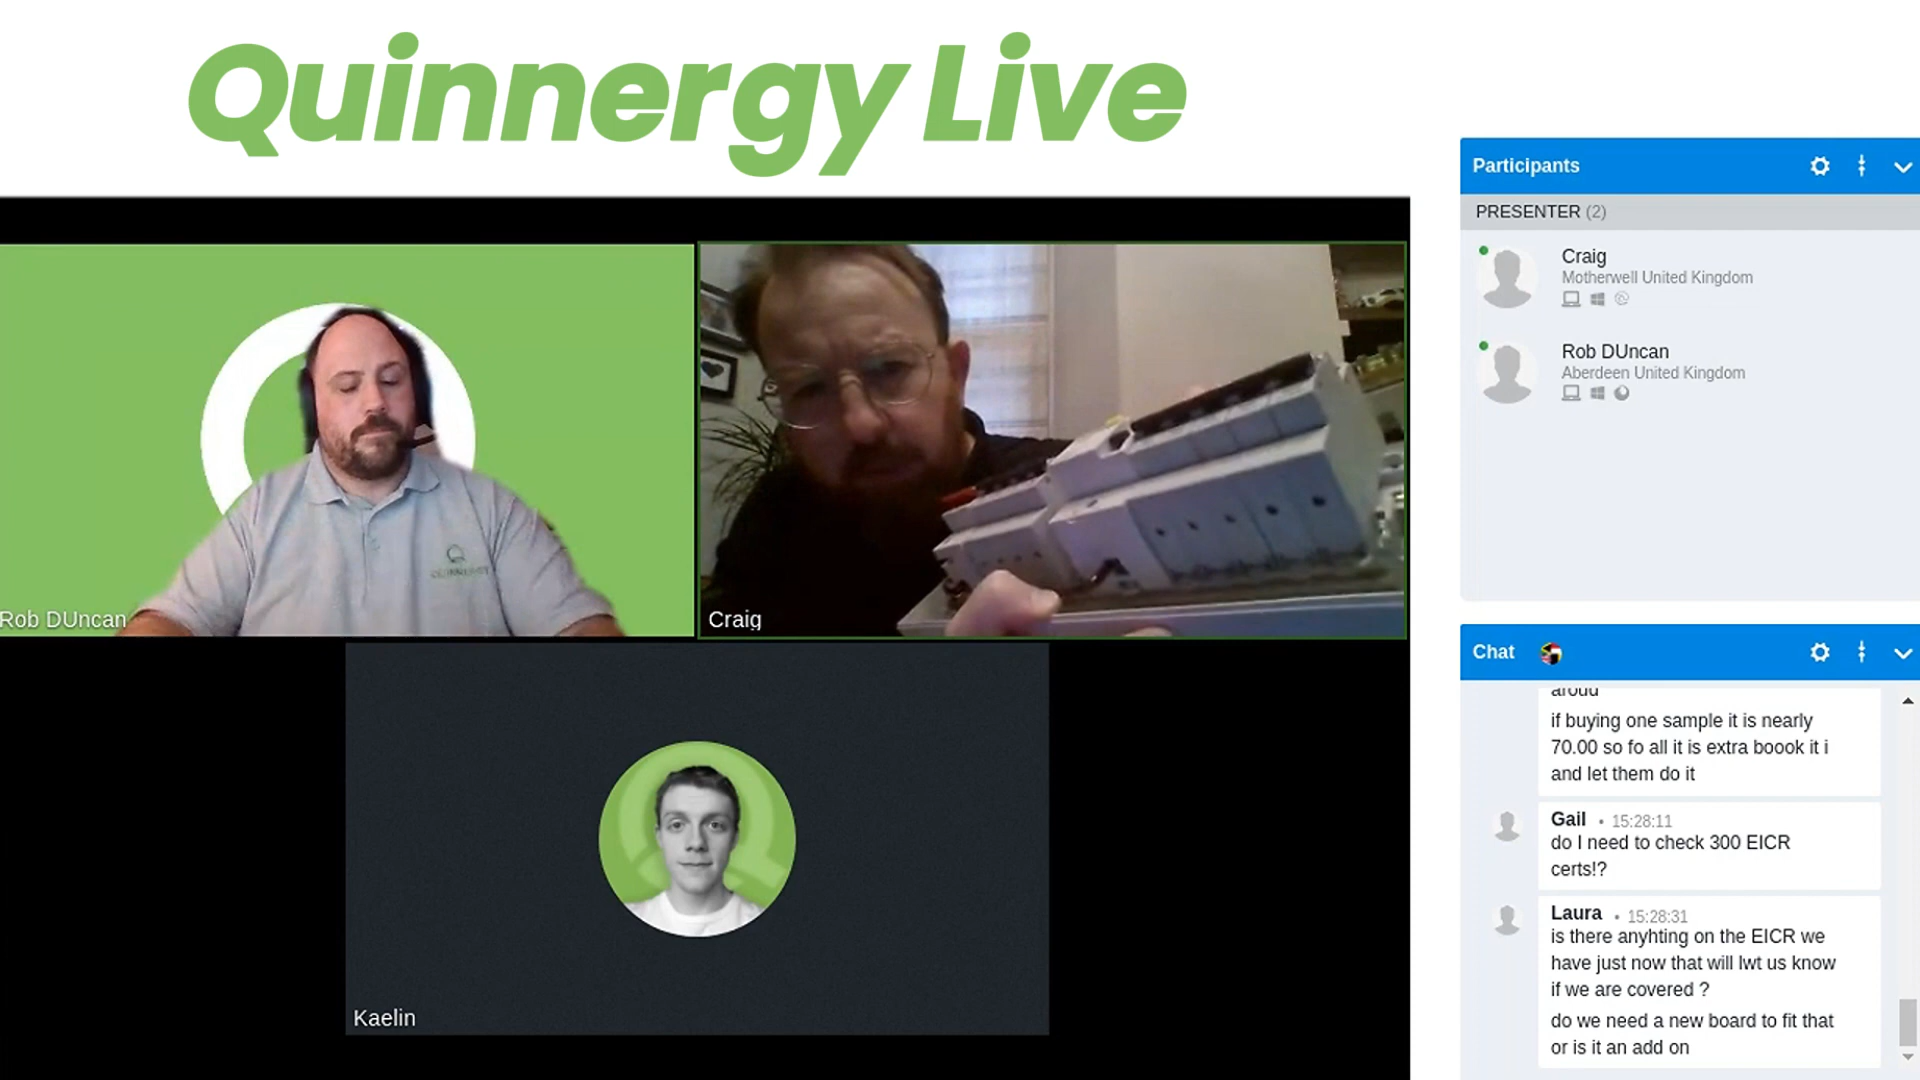 Quinnergy Live
Participants
PRESENTER (2)
Craig
Motherwell United Kingdom
Rob DUncan
Aberdeen United Kingdom
Rob DUncan
Craig
Kaelin
Chat
aroud
if buying one sample it is nearly
70.00 so fo all it is extra boook it i
and let them do it
Gail • 15:28:11
do I need to check 300 EICR
certs!?
Laura • 15:28:31
is there anyhting on the EICR we
have just now that will lwt us know
if we are covered ?
do we need a new board to fit that
or is it an add on